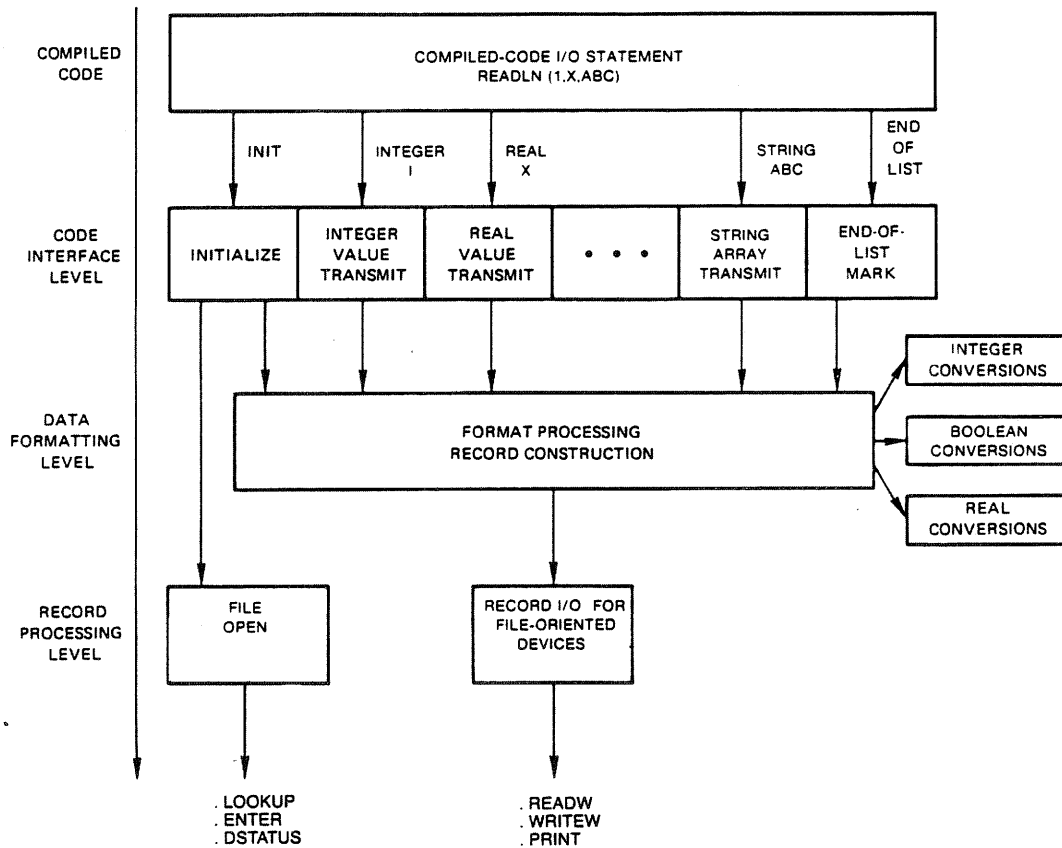 COMPILED
CODE
COMPILED-CODE I/O STATEMENT
READLN (1,X,ABC)
INIT
INTEGER
I
REAL
X
STRING
ABC
END
OF
LIST
CODE
INTERFACE
LEVEL
INITIALIZE
INTEGER
VALUE
TRANSMIT
REAL
VALUE
TRANSMIT
• • •
STRING
ARRAY
TRANSMIT
END-OF-
LIST
MARK
INTEGER
CONVERSIONS
DATA
FORMATTING
LEVEL
FORMAT PROCESSING
RECORD CONSTRUCTION
BOOLEAN
CONVERSIONS
REAL
CONVERSIONS
RECORD
PROCESSING
LEVEL
FILE
OPEN
RECORD I/O FOR
FILE-ORIENTED
DEVICES
. LOOKUP
. ENTER
. DSTATUS
. READW
. WRITEW
. PRINT